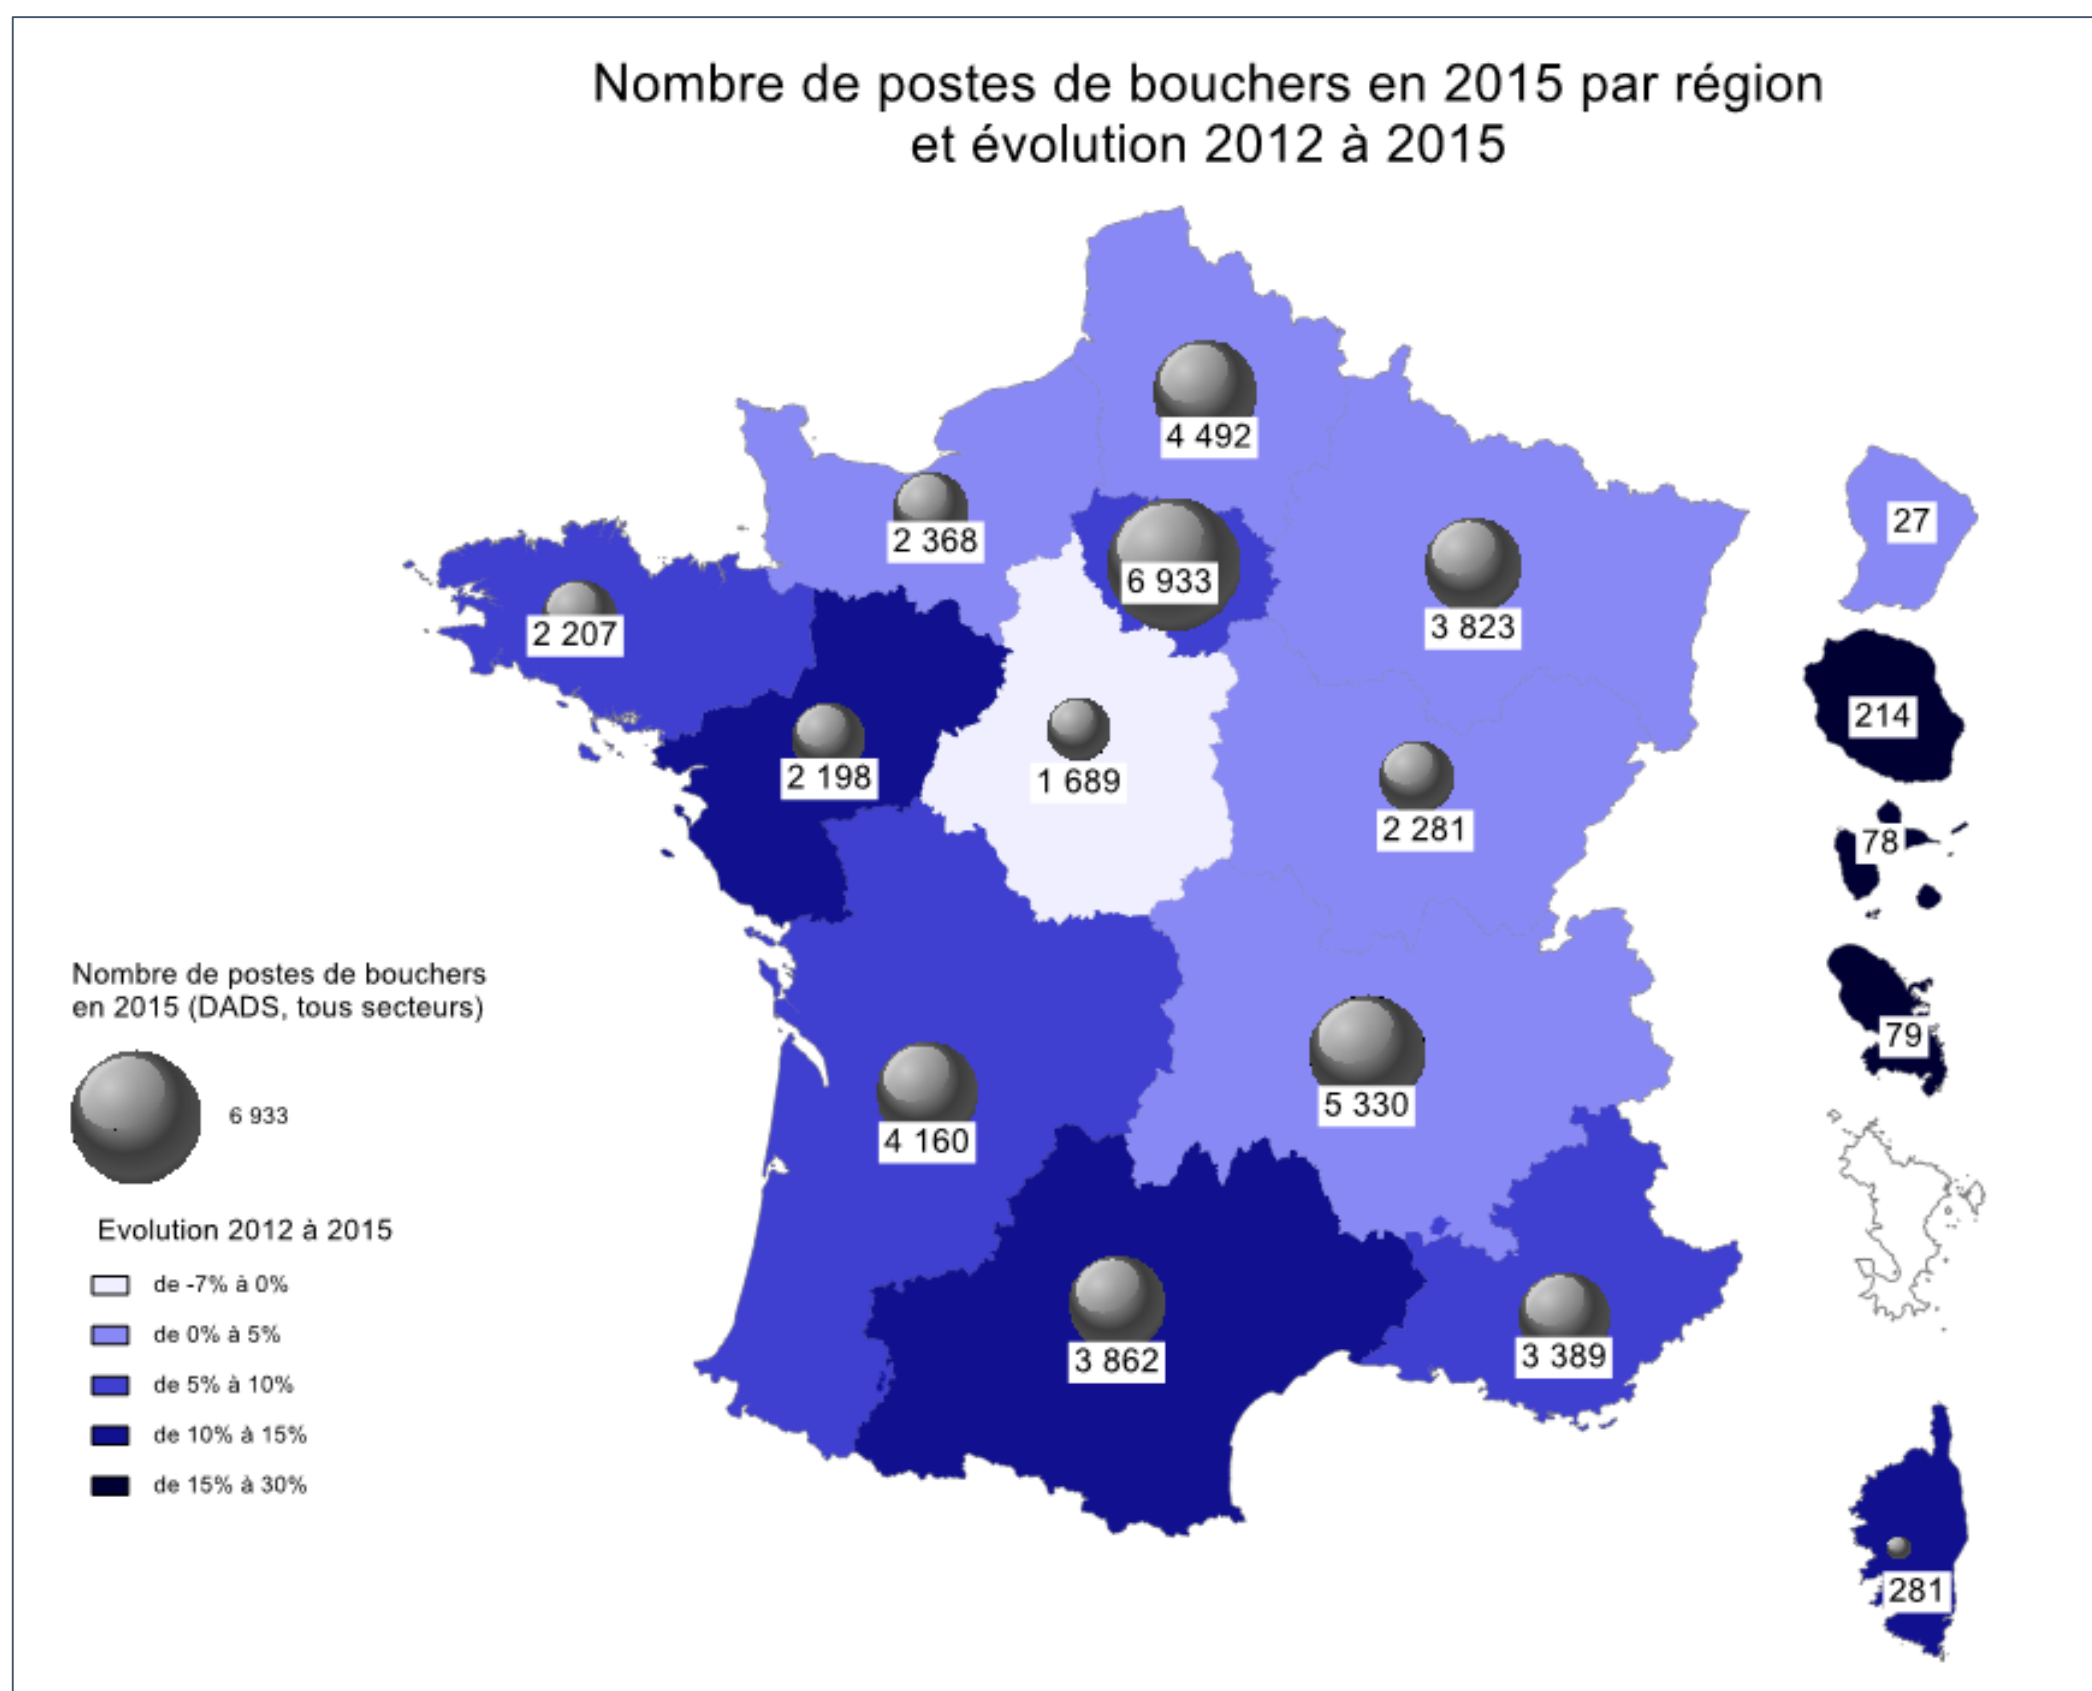 Nombre de postes de bouchers en 2015 par région
et évolution 2012 à 2015
4 492
27
2 368
6 933
3 823
2 207
214
2 198
1 689
2 281
78
Nombre de postes de bouchers
en 2015 (DADS, tous secteurs)
79
6 933
5 330
4 160
Evolution 2012 à 2015
de -7% à 0%
de 0% à 5%
de 5% à 10%
de 10% à 15%
de 15% à 30%
3 862
3 389
281